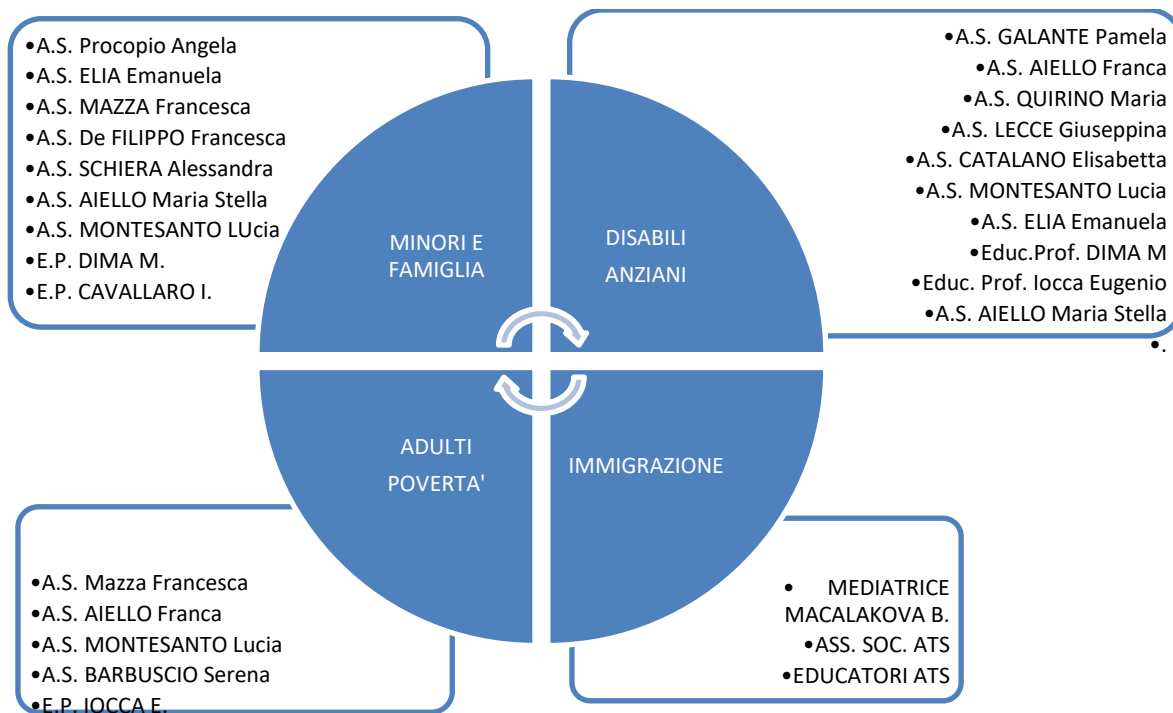 •A.S. Procopio Angela
•A.S. ELIA Emanuela
•A.S. MAZZA Francesca
•A.S. De FILIPPO Francesca
•A.S. SCHIERA Alessandra
•A.S. AIELLO Maria Stella
•A.S. MONTESANTO LUcia
•E.P. DIMA M.
•E.P. CAVALLARO I.
•A.S. GALANTE Pamela
•A.S. AIELLO Franca
•A.S. QUIRINO Maria
•A.S. LECCE Giuseppina
•A.S. CATALANO Elisabetta
•A.S. MONTESANTO Lucia
•A.S. ELIA Emanuela
•Educ.Prof. DIMA M
•Educ. Prof. Iocca Eugenio
•A.S. AIELLO Maria Stella
•.
MINORI E
FAMIGLIA
DISABILI
ANZIANI
ADULTI
POVERTA'
IMMIGRAZIONE
•A.S. Mazza Francesca
•A.S. AIELLO Franca
•A.S. MONTESANTO Lucia
•A.S. BARBUSCIO Serena
•E.P. IOCCA E.
• MEDIATRICE
MACALAKOVA B.
•ASS. SOC. ATS
•EDUCATORI ATS